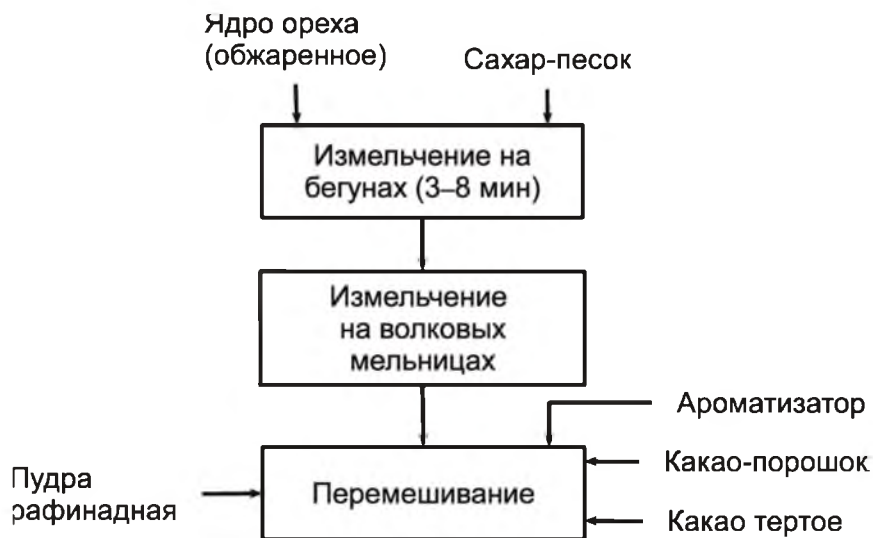 Ядро ореха
(обжаренное)
Сахар-песок
Измельчение на
бегунах (3–8 мин)
Измельчение
на волковых
мельницах
Ароматизатор
Какао-порошок
Пудра
рафинадная
Перемешивание
Какао тертое